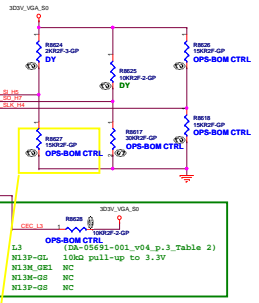 3D3V_VGA_S0
R8624
2KR2F-3-GP
DY
R8625
10KR2F-2-GP
DY
R8626
15KR2F-GP
OPS-BOM CTRL
SI_H5
SO_H7
SLK_H4
R8627
15KR2F-GP
OPS-BOM CTRL
R8617
30KR2F-GP
OPS-BOM CTRL
R8618
15KR2F-GP
OPS-BOM CTRL
3D3V_VGA_S0
CEC_L3
R8628
10KR2F-2-GP
OPS-BOM CTRL
L3 (DA-05691-001_v04_p.3_Table 2)
N13P-GL 10kΩ pull-up to 3.3V
N13M_GE1 NC
N13M-GS NC
N13P-GS NC